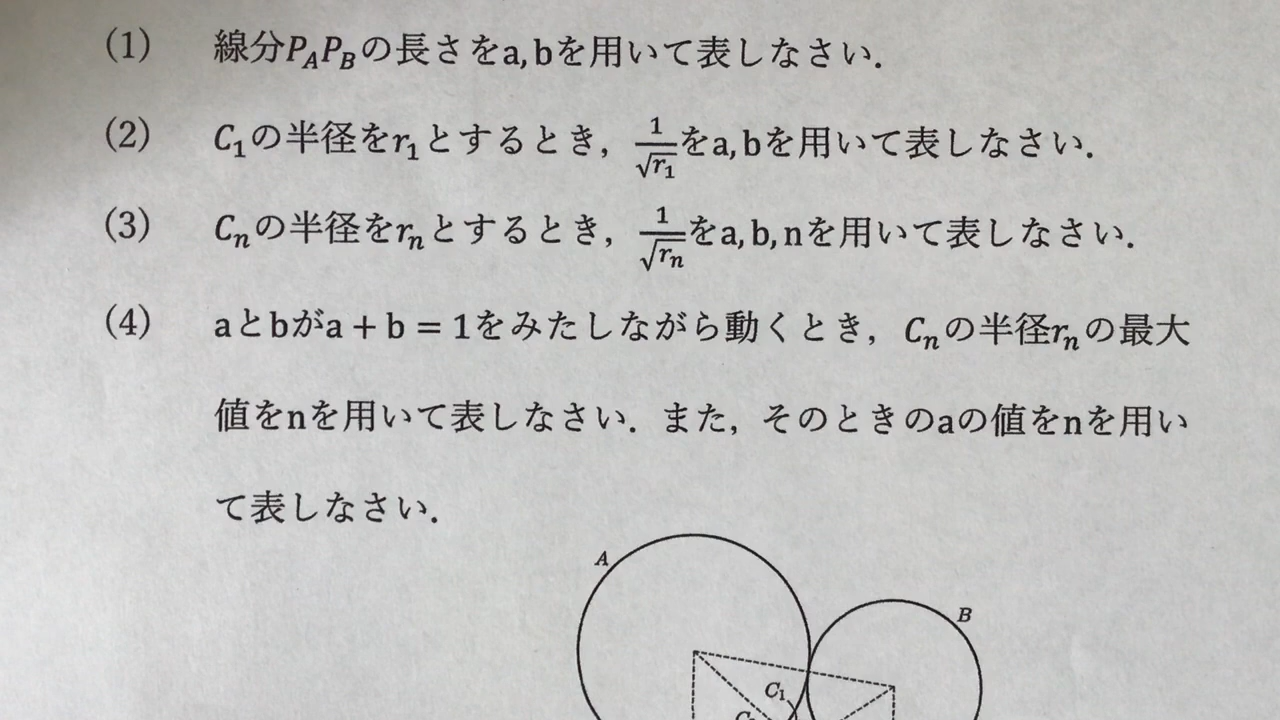 (1) 線分P_AP_Bの長さをa, bを用いて表しなさい.
(2) C₁の半径をr₁とするとき, 1/√r₁をa, bを用いて表しなさい.
(3) Cₙの半径をrₙとするとき, 1/√rₙをa, b, nを用いて表しなさい.
(4) aとbがa + b = 1をみたしながら動くとき, Cₙの半径rₙの最大
値をnを用いて表しなさい. また, そのときのaの値をnを用い
て表しなさい.
A
B
C₁